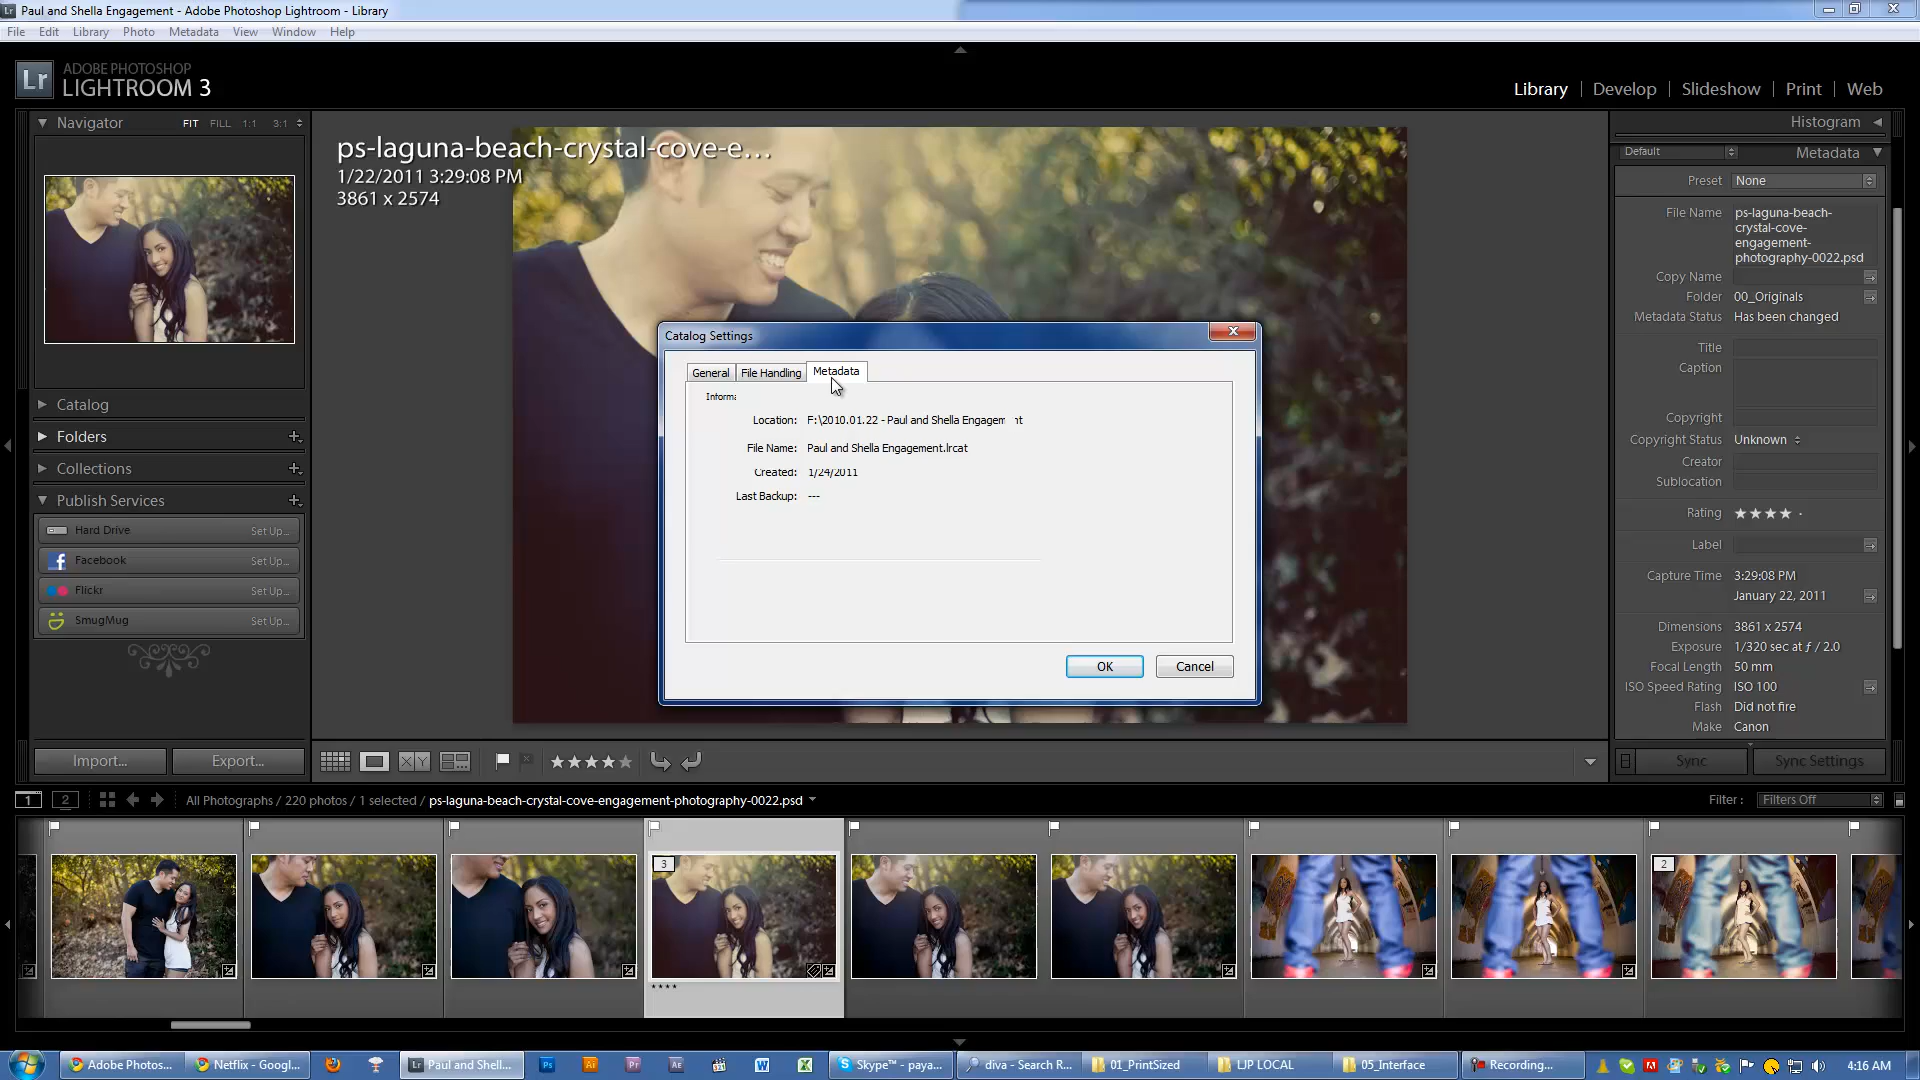 Paul and Shella Engagement - Adobe Photoshop Lightroom - Library
File Edit Library Photo Metadata View Window Help
Lr ADOBE PHOTOSHOP
LIGHTROOM 3
Library | Develop | Slideshow | Print | Web
Navigator FIT FILL 1:1 3:1
ps-laguna-beach-crystal-cove-e...
1/22/2011 3:29:08 PM
3861 x 2574
Catalog
Folders
Collections
Publish Services
Hard Drive Set Up...
Facebook Set Up...
Flickr Set Up...
SmugMug Set Up...
Import... Export...
Catalog Settings
General File Handling Metadata
Informa
Location: F:\2010.01.22 - Paul and Shella Engagem nt
File Name: Paul and Shella Engagement.lrcat
Created: 1/24/2011
Last Backup: ---
OK Cancel
Histogram
Default Metadata
Preset None
File Name ps-laguna-beach-
crystal-cove-
engagement-
photography-0022.psd
Copy Name
Folder 00_Originals
Metadata Status Has been changed
Title
Caption
Copyright
Copyright Status Unknown
Creator
Sublocation
Rating ★★★★ ·
Label
Capture Time 3:29:08 PM
January 22, 2011
Dimensions 3861 x 2574
Exposure 1/320 sec at ƒ / 2.0
Focal Length 50 mm
ISO Speed Rating ISO 100
Flash Did not fire
Make Canon
Sync Sync Settings
X Y
1 2 All Photographs / 220 photos / 1 selected / ps-laguna-beach-crystal-cove-engagement-photography-0022.psd Filter : Filters Off
3
2
Adobe Photos... Netflix - Googl... Lr Paul and Shell... Ps Ai Pr Ae W X Skype™ - paya... diva - Search R... 01_PrintSized LJP LOCAL 05_Interface Recording... 4:16 AM